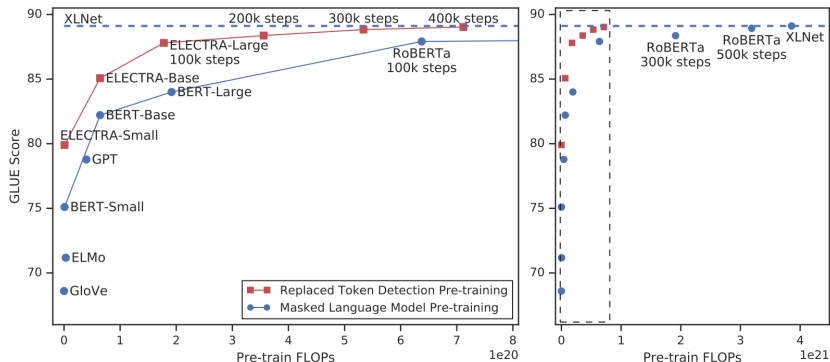 XLNet
200k steps
300k steps
400k steps
ELECTRA-Large
100k steps
RoBERTa
100k steps
ELECTRA-Base
BERT-Large
BERT-Base
ELECTRA-Small
GPT
BERT-Small
ELMo
GloVe
Replaced Token Detection Pre-training
Masked Language Model Pre-training
GLUE Score
90
85
80
75
70
0
1
2
3
4
5
6
7
8
Pre-train FLOPs
1e20
90
85
80
75
70
RoBERTa
300k steps
RoBERTa
500k steps
XLNet
0
1
2
3
4
Pre-train FLOPs
1e21